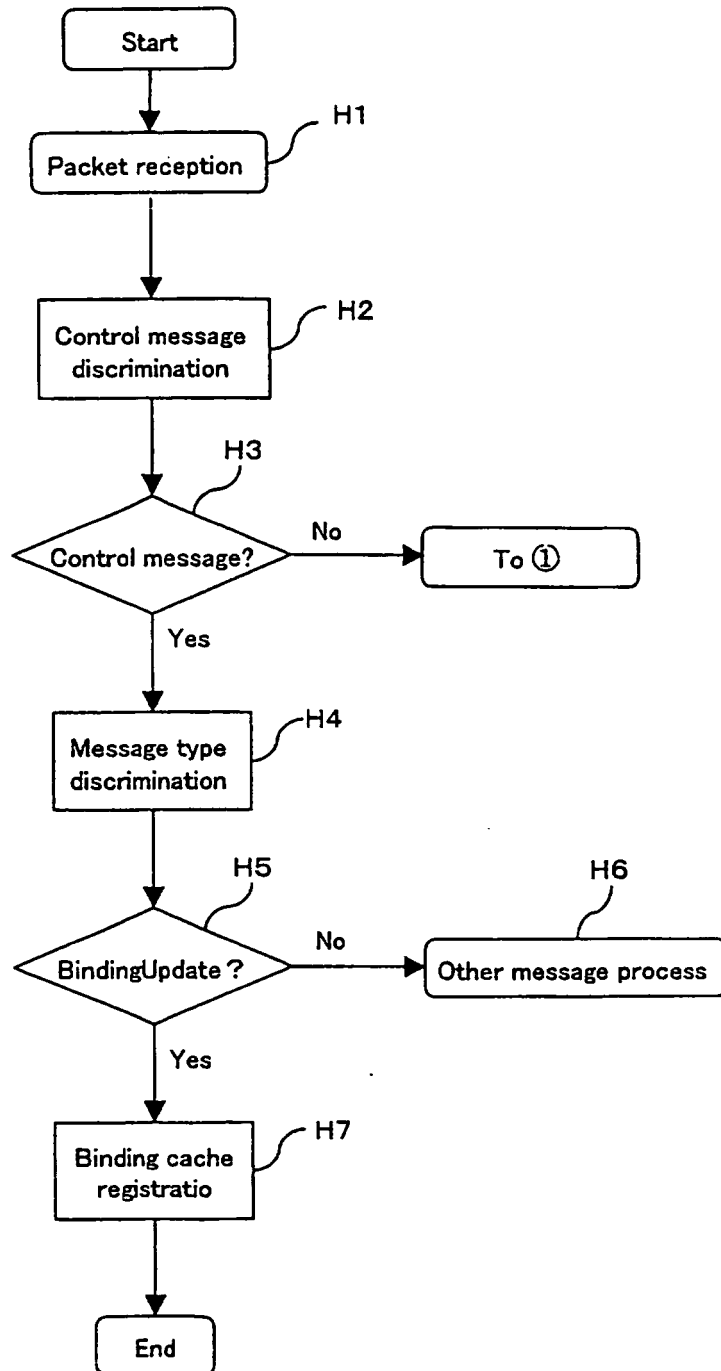 Start
H1
Packet reception
H2
Control message
discrimination
H3
Control message?
No
To ①
Yes
H4
Message type
discrimination
H5
H6
BindingUpdate ?
No
Other message process
Yes
H7
Binding cache
registratio
End